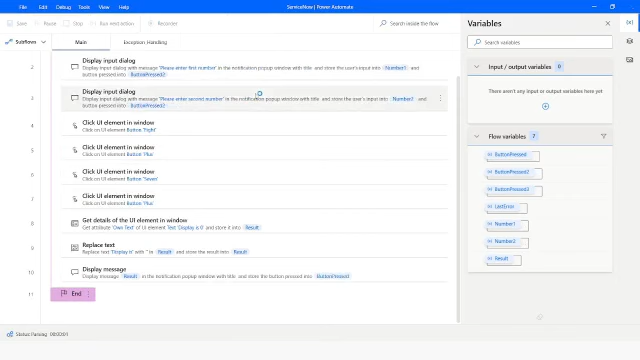 ServiceNow | Power Automate
File Edit Debug Tools View Help
Save Run Pause Stop Run next action Recorder Search inside the flow
Subflows Main Exception Handling
2 Display input dialog
Display input dialog with message 'Please enter first number' in the notification popup window with title and store the user's input into Number1 and
button pressed into ButtonPressed2
3 Display input dialog
Display input dialog with message 'Please enter second number' in the notification popup window with title and store the user's input into Number2 and
button pressed into ButtonPressed2
4 Click UI element in window
Click on UI element Button 'Eight'
5 Click UI element in window
Click on UI element Button 'Plus'
6 Click UI element in window
Click on UI element Button 'Seven'
7 Click UI element in window
Click on UI element Button 'Plus'
8 Get details of the UI element in window
Get attribute 'Own Text' of UI element Text 'Display is 0' and store it into Result
9 Replace text
Replace text 'Display is' with '' in Result and store the result into Result
10 Display message
Display message Result in the notification popup window with title and store the button pressed into ButtonPressed
11 End
Variables
Search variables
Input / output variables 0
There aren't any input or output variables here yet
Flow variables 7
ButtonPressed
ButtonPressed2
ButtonPressed3
LastError
Number1
Number2
Result
Status: Parsing 00:00:01